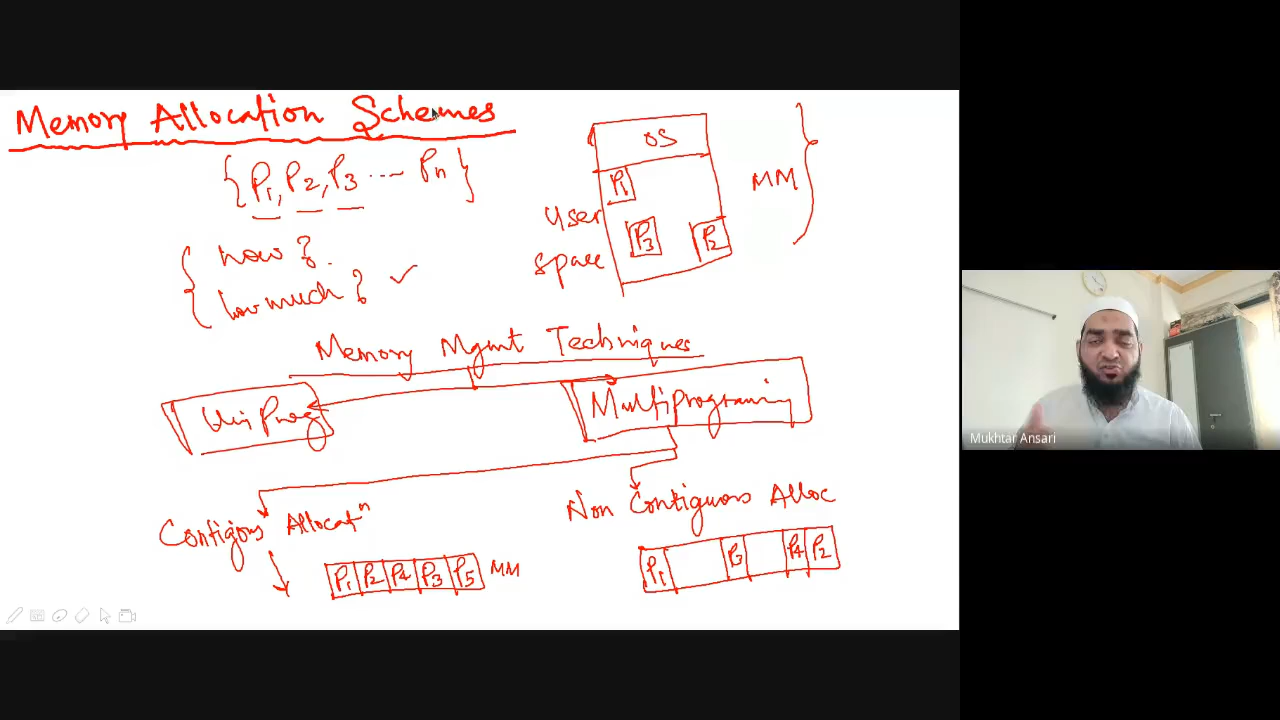 Memory Allocation Schemes
{P1, P2, P3 ---- Pn}
how?
how much? ✓
OS
P1
User
space
P3
P2
MM
Memory Mgmt Techniques
Uni Prog
Multiprograming
Contigious Allocatn
Non Contiguous Alloc
P1 P2 P4 P3 P5 MM
P1 P3 P4 P2
Mukhtar Ansari